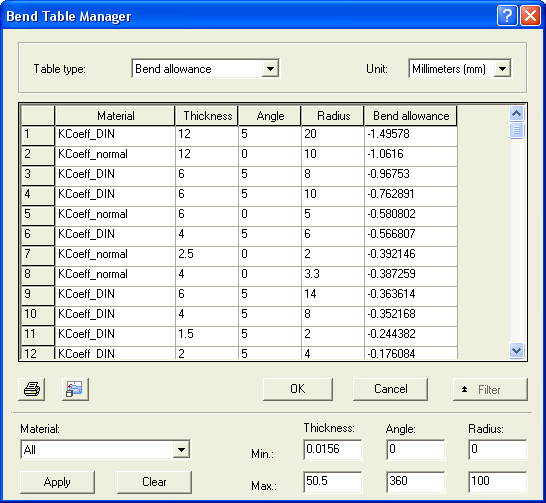 Bend Table Manager
Table type: Bend allowance Unit: Millimeters (mm)
Material Thickness Angle Radius Bend allowance
1 KCoeff_DIN 12 5 20 -1.49578
2 KCoeff_normal 12 0 10 -1.0616
3 KCoeff_DIN 6 5 8 -0.96753
4 KCoeff_DIN 6 5 10 -0.762891
5 KCoeff_normal 6 0 5 -0.580802
6 KCoeff_DIN 4 5 6 -0.566807
7 KCoeff_normal 2.5 0 2 -0.392146
8 KCoeff_normal 4 0 3.3 -0.387259
9 KCoeff_DIN 6 5 14 -0.363614
10 KCoeff_DIN 4 5 8 -0.352168
11 KCoeff_DIN 1.5 5 2 -0.244382
12 KCoeff_DIN 2 5 4 -0.176084
OK Cancel Filter
Material: Thickness: Angle: Radius:
All Min.: 0.0156 0 0
Apply Clear Max.: 50.5 360 100